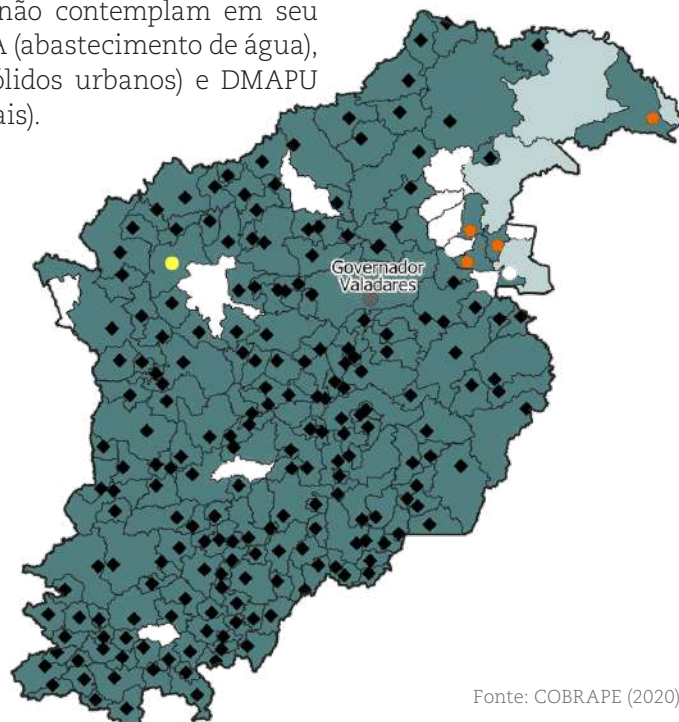 não contemplam em seu
A (abastecimento de água),
ólidos urbanos) e DMAPU
ais).
Governador
Valadares
Fonte: COBRAPE (2020)